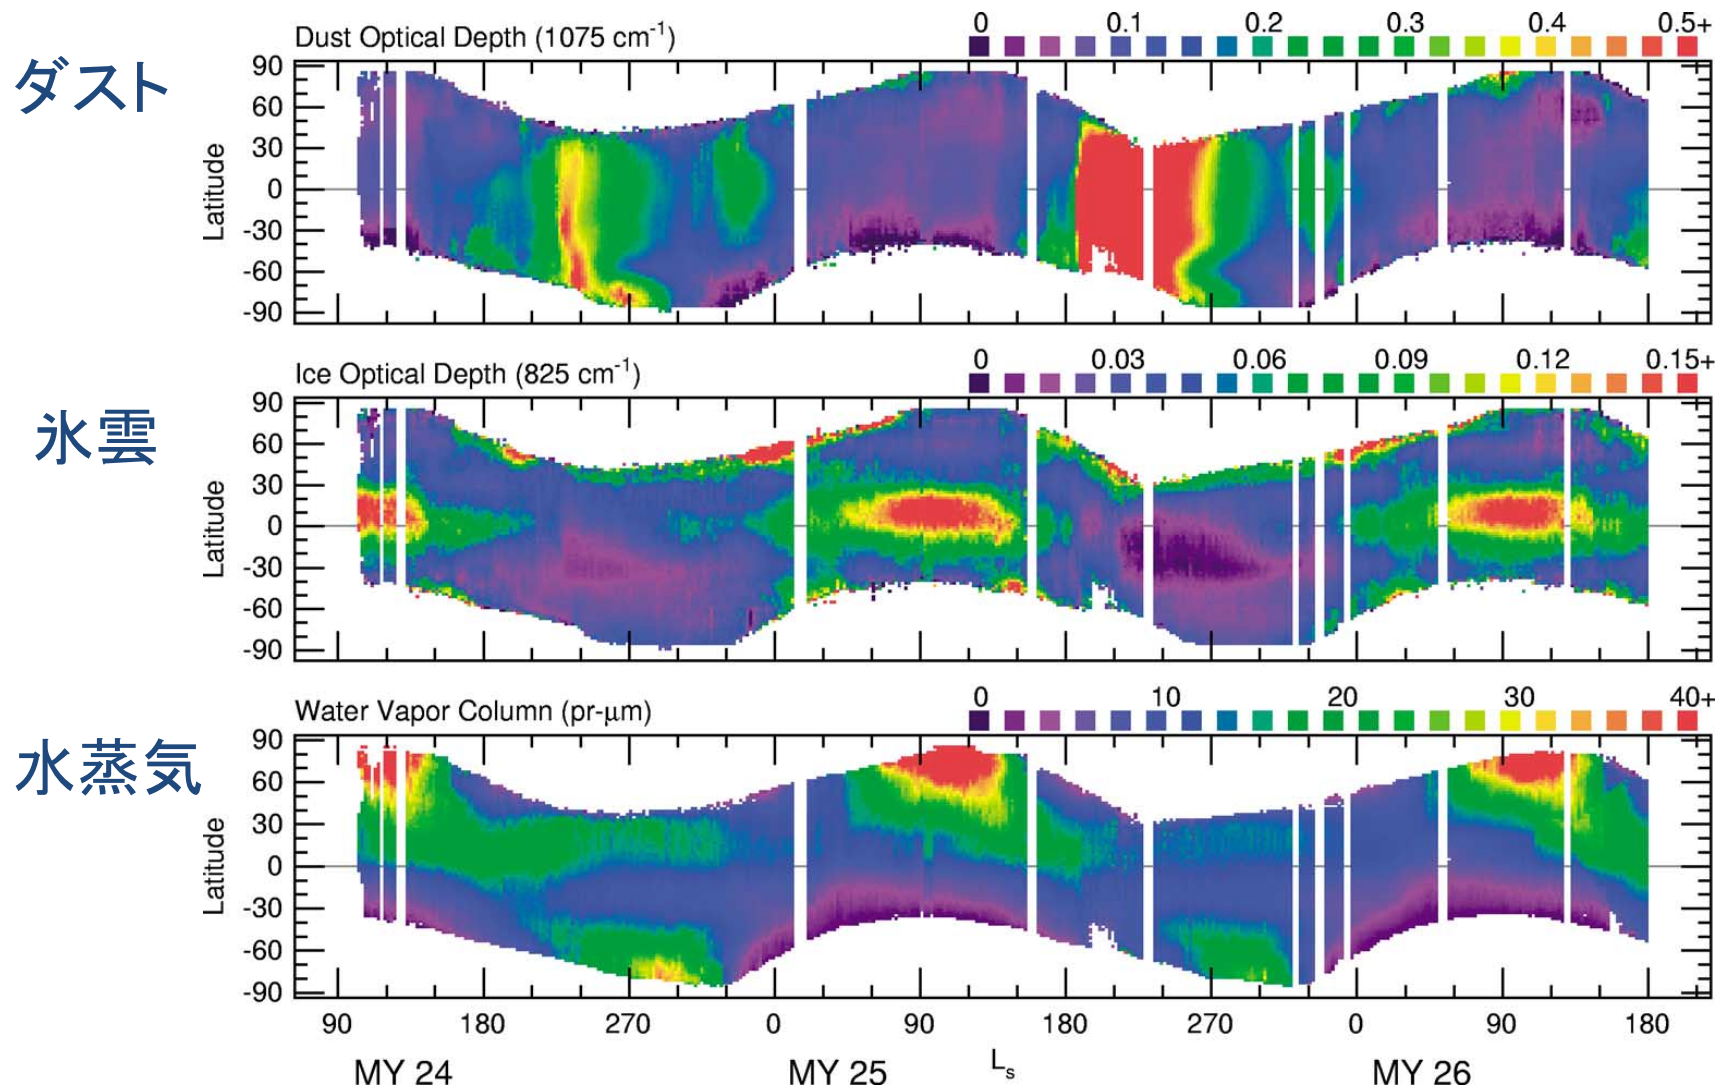 Dust Optical Depth (1075 cm⁻¹)
0 0.1 0.2 0.3 0.4 0.5+
ダスト
Latitude
90
60
30
0
-30
-60
-90
Ice Optical Depth (825 cm⁻¹)
0 0.03 0.06 0.09 0.12 0.15+
氷雲
Latitude
90
60
30
0
-30
-60
-90
Water Vapor Column (pr-μm)
0 10 20 30 40+
水蒸気
Latitude
90
60
30
0
-30
-60
-90
90 180 270 0 90 180 270 0 90 180
Lₛ
MY 24 MY 25 MY 26